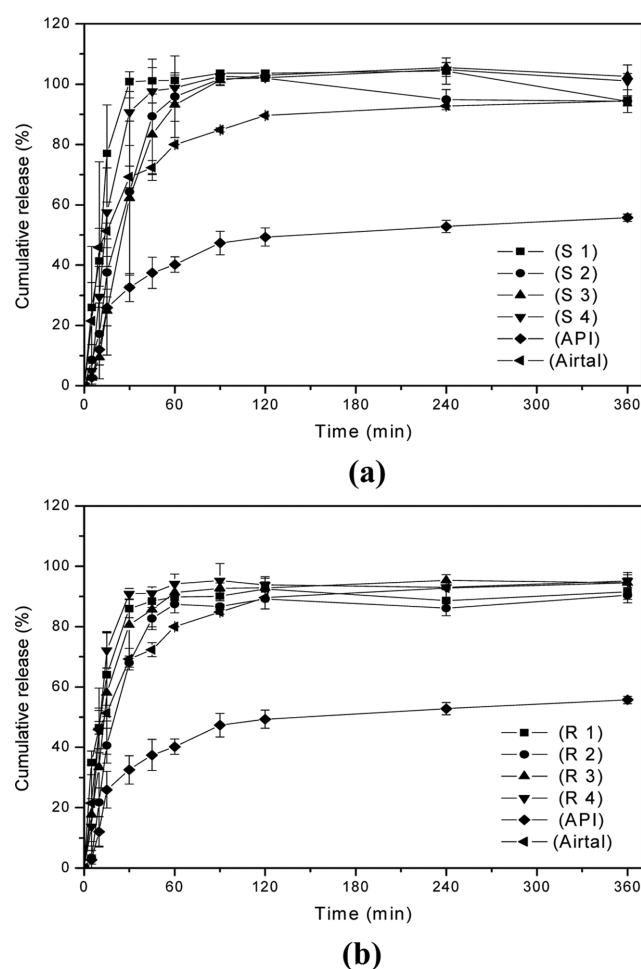 120
100
80
60
40
20
0
Cumulative release (%)
(S 1)
(S 2)
(S 3)
(S 4)
(API)
(Airtal)
0 60 120 180 240 300 360
Time (min)
(a)
120
100
80
60
40
20
0
Cumulative release (%)
(R 1)
(R 2)
(R 3)
(R 4)
(API)
(Airtal)
0 60 120 180 240 300 360
Time (min)
(b)